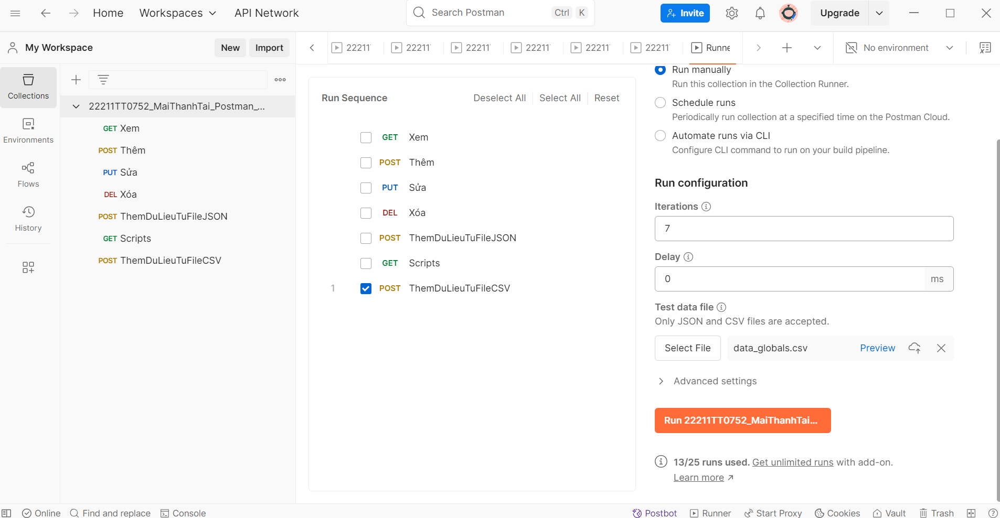 Home Workspaces API Network Search Postman Ctrl K Invite Upgrade
My Workspace New Import
22211 22211 22211 22211 22211 22211 Runne No environment
Collections
Environments
Flows
History
22211TT0752_MaiThanhTai_Postman_...
GET Xem
POST Thêm
PUT Sửa
DEL Xóa
POST ThemDuLieuTuFileJSON
GET Scripts
POST ThemDuLieuTuFileCSV
Run Sequence Deselect All Select All Reset
GET Xem
POST Thêm
PUT Sửa
DEL Xóa
POST ThemDuLieuTuFileJSON
GET Scripts
1 POST ThemDuLieuTuFileCSV
Run manually
Run this collection in the Collection Runner.
Schedule runs
Periodically run collection at a specified time on the Postman Cloud.
Automate runs via CLI
Configure CLI command to run on your build pipeline.
Run configuration
Iterations
7
Delay
0 ms
Test data file
Only JSON and CSV files are accepted.
Select File data_globals.csv Preview
Advanced settings
Run 22211TT0752_MaiThanhTai...
13/25 runs used. Get unlimited runs with add-on.
Learn more
Online Find and replace Console Postbot Runner Start Proxy Cookies Vault Trash